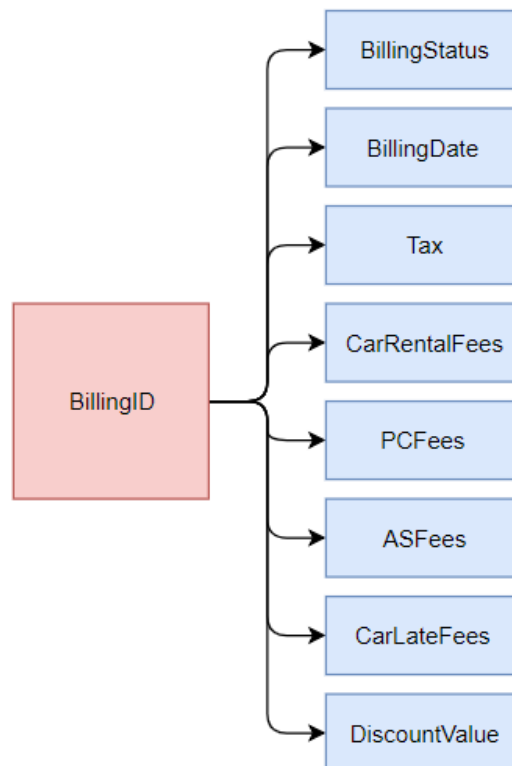 BillingStatus
BillingDate
Tax
CarRentalFees
BillingID
PCFees
ASFees
CarLateFees
DiscountValue